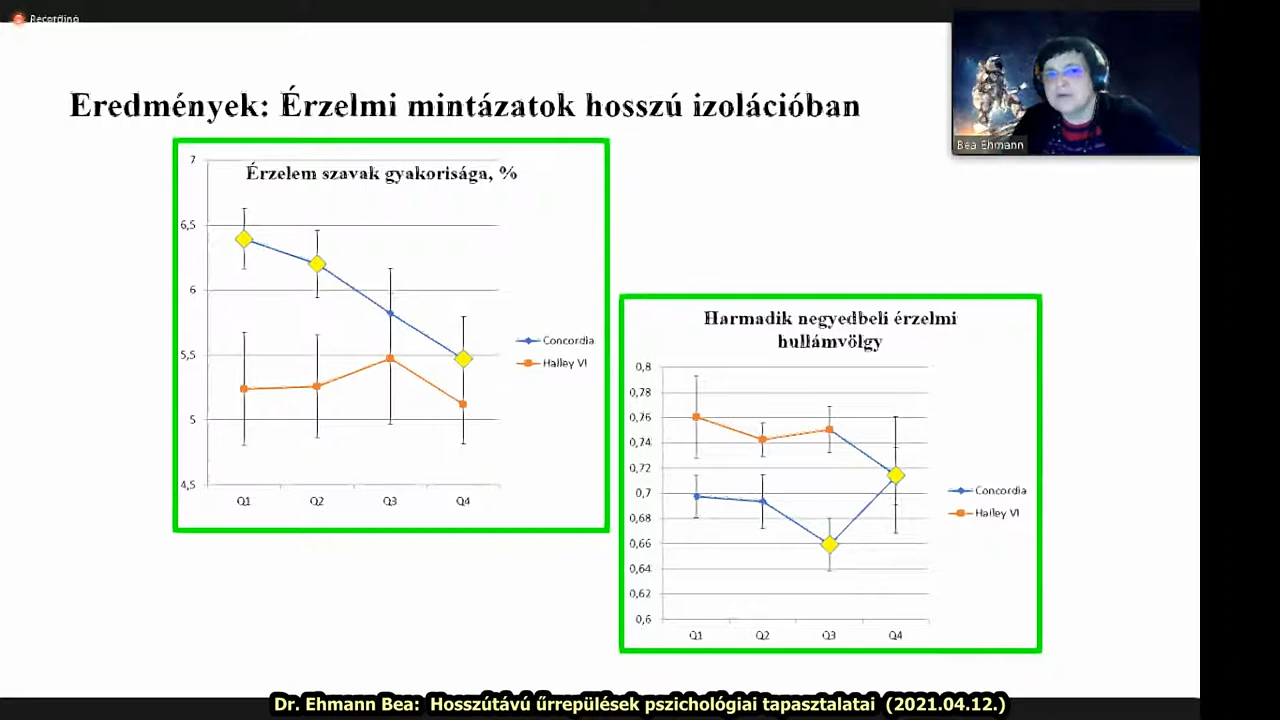 Recording
Bea Ehmann
Eredmények: Érzelmi mintázatok hosszú izolációban
Érzelem szavak gyakorisága, %
7
6,5
6
5,5
5
4,5
Q1 Q2 Q3 Q4
Concordia
Halley VI
Harmadik negyedbeli érzelmi
hullámvölgy
0,8
0,78
0,76
0,74
0,72
0,7
0,68
0,66
0,64
0,62
0,6
Q1 Q2 Q3 Q4
Concordia
Halley VI
Dr. Ehmann Bea: Hosszútávú űrrepülések pszichológiai tapasztalatai (2021.04.12.)